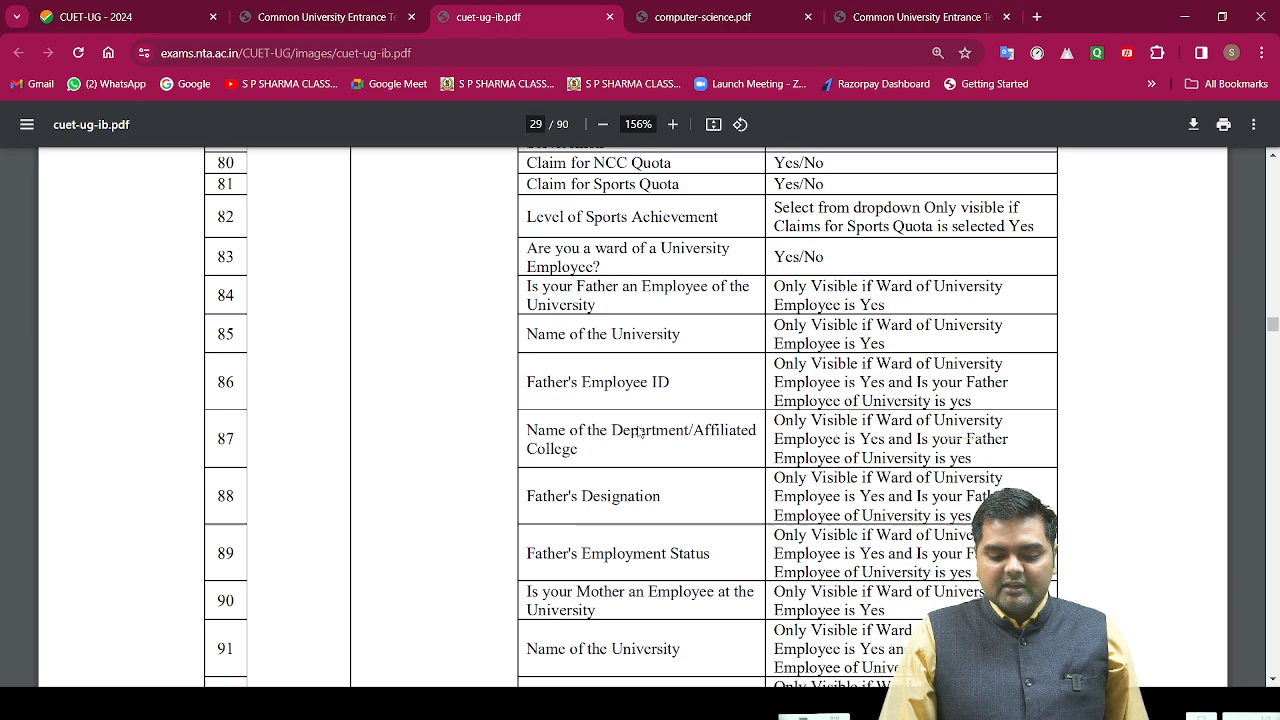 CUET-UG - 2024
Common University Entrance Te
cuet-ug-ib.pdf
computer-science.pdf
Common University Entrance Te
exams.nta.ac.in/CUET-UG/images/cuet-ug-ib.pdf
Gmail
(2) WhatsApp
Google
S P SHARMA CLASS...
Google Meet
S P SHARMA CLASS...
S P SHARMA CLASS...
Launch Meeting - Z...
Razorpay Dashboard
Getting Started
»
All Bookmarks
cuet-ug-ib.pdf
29 / 90
156%
80
Claim for NCC Quota
Yes/No
81
Claim for Sports Quota
Yes/No
82
Level of Sports Achievement
Select from dropdown Only visible if
Claims for Sports Quota is selected Yes
83
Are you a ward of a University
Employee?
Yes/No
84
Is your Father an Employee of the
University
Only Visible if Ward of University
Employee is Yes
85
Name of the University
Only Visible if Ward of University
Employee is Yes
86
Father's Employee ID
Only Visible if Ward of University
Employee is Yes and Is your Father
Employee of University is yes
87
Name of the Department/Affiliated
College
Only Visible if Ward of University
Employee is Yes and Is your Father
Employee of University is yes
88
Father's Designation
Only Visible if Ward of University
Employee is Yes and Is your Fath
Employee of University is yes
89
Father's Employment Status
Only Visible if Ward of Unive
Employee is Yes and Is your F
Employee of University is yes
90
Is your Mother an Employee at the
University
Only Visible if Ward of Univers
Employee is Yes
91
Name of the University
Only Visible if Ward
Employee is Yes an
Employee of Unive
Only Visible if Ward